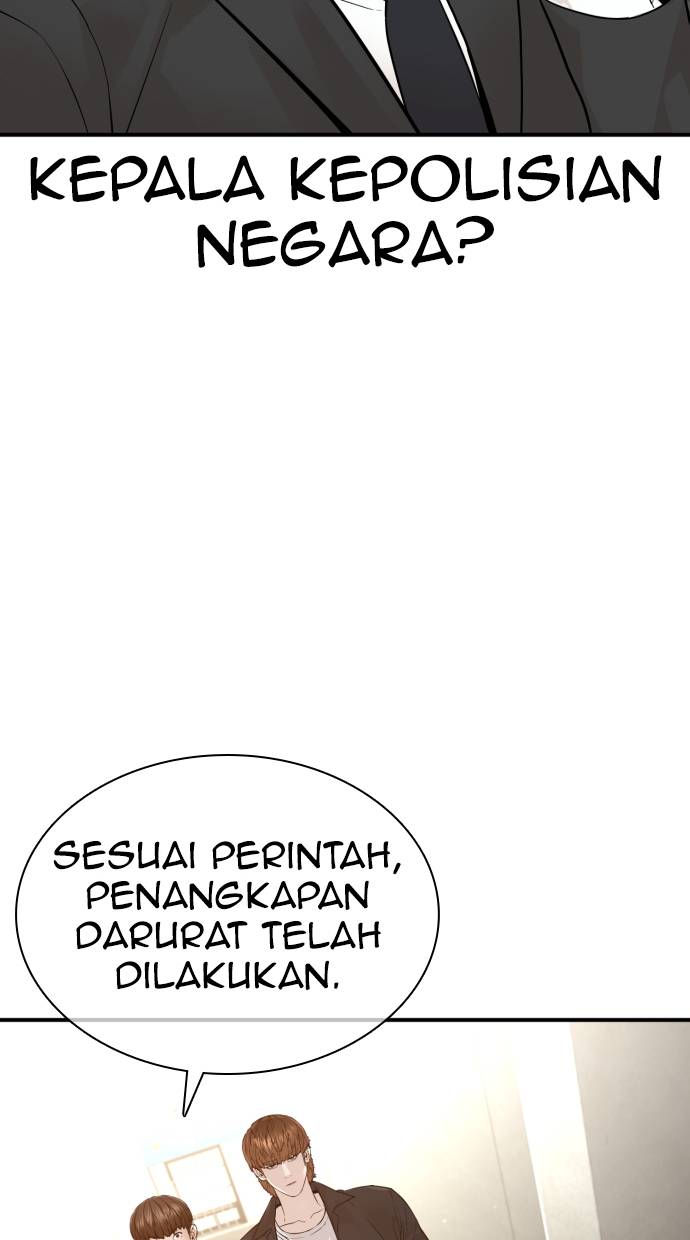 KEPALA KEPOLISIAN
NEGARA?
SESUAI PERINTAH,
PENANGKAPAN
DARURAT TELAH
DILAKUKAN.